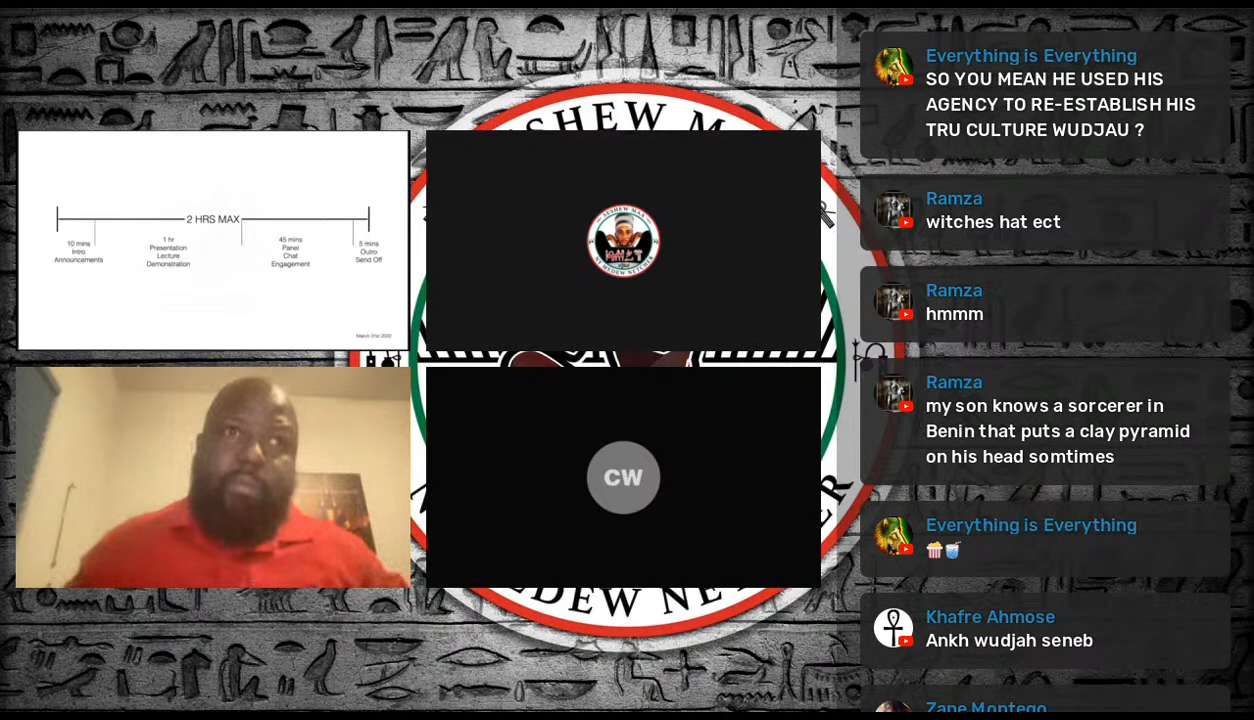 2 HRS MAX
10 mins
Intro
Announcements
1 hr
Presentation
Lecture
Demonstration
45 mins
Panel
Chat
Engagement
5 mins
Outro
Send Off
March 31st 2022
CW
Everything is Everything
SO YOU MEAN HE USED HIS
AGENCY TO RE-ESTABLISH HIS
TRU CULTURE WUDJAU ?
Ramza
witches hat ect
Ramza
hmmm
Ramza
my son knows a sorcerer in
Benin that puts a clay pyramid
on his head somtimes
Everything is Everything
🍿🥤
Khafre Ahmose
Ankh wudjah seneb
Zane Montego